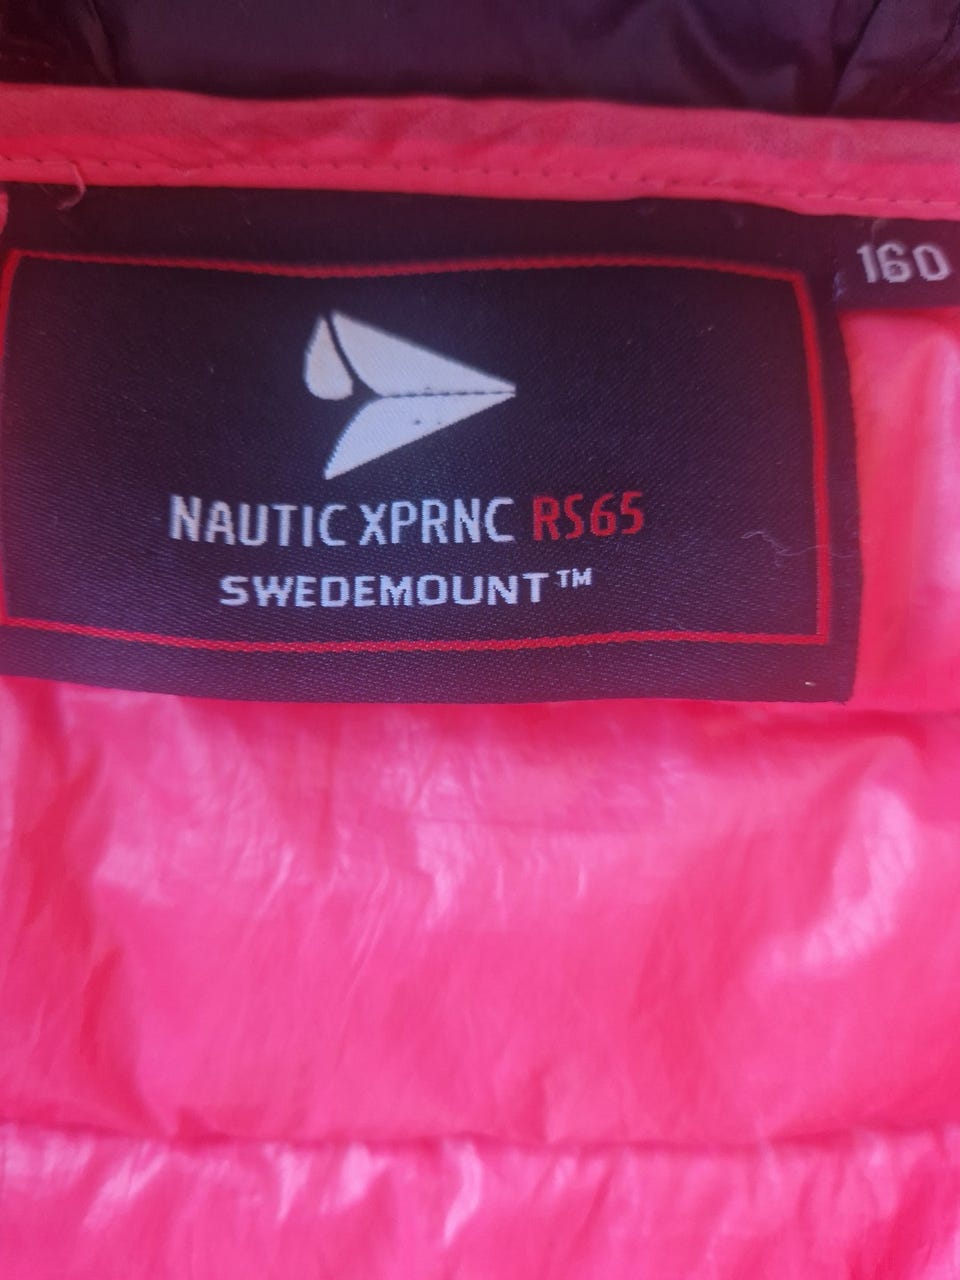 160
NAUTIC XPRNC RS65
SWEDEMOUNT™